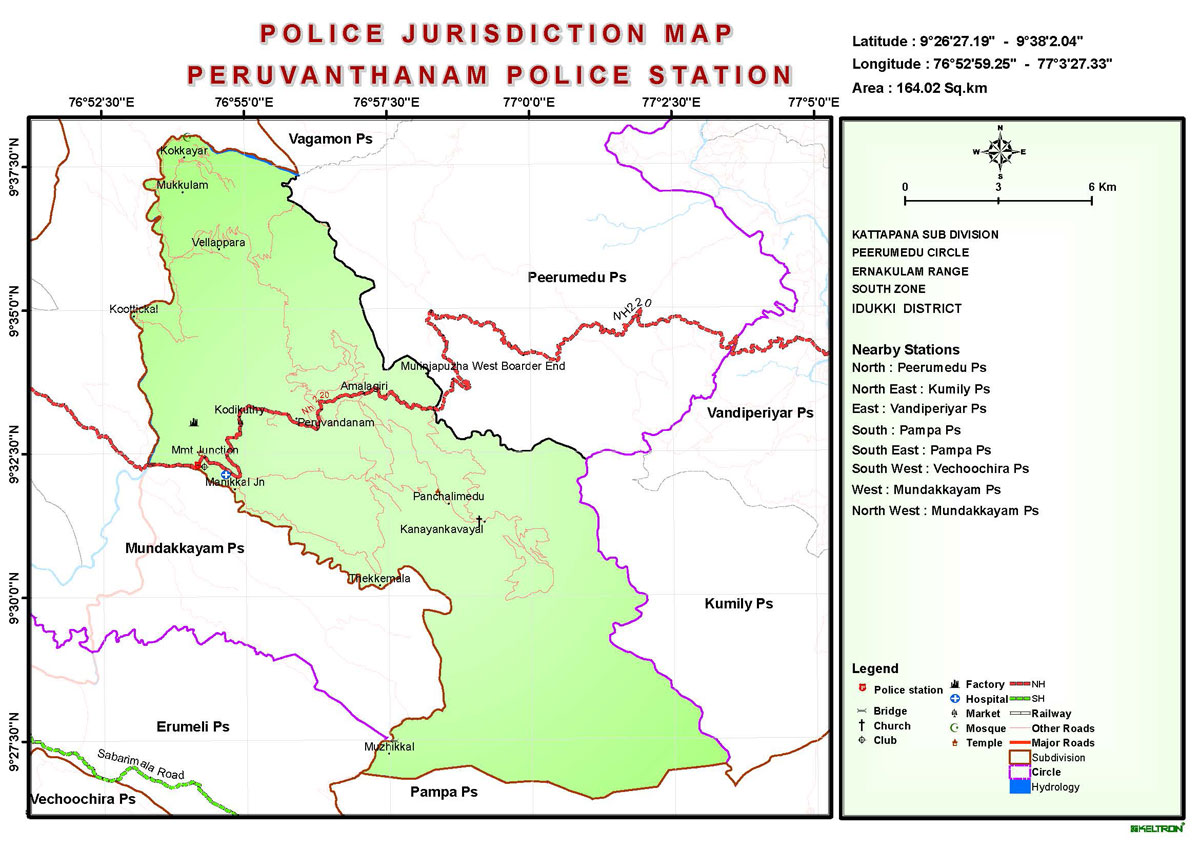 POLICE JURISDICTION MAP
PERUVANTHANAM POLICE STATION
Latitude : 9°26'27.19" - 9°38'2.04"
Longitude : 76°52'59.25" - 77°3'27.33"
Area : 164.02 Sq.km
76°52'30"E 76°55'0"E 76°57'30"E 77°0'0"E 77°2'30"E 77°5'0"E
9°37'30"N
9°35'0"N
9°32'30"N
9°30'0"N
9°27'30"N
Vagamon Ps
Kokkayar
Mukkulam
Vellappara
Peerumedu Ps
Koottickal
NH220
Murinjapuzha West Boarder End
Amalagiri
Nh 220
Kodikuthy
Peruvandanam
Vandiperiyar Ps
Mmt Junction
Manikkal Jn
Panchalimedu
Kanayankavayal
Mundakkayam Ps
Thekkemala
Kumily Ps
Erumeli Ps
Muzhikkal
Sabarimala Road
Vechoochira Ps
Pampa Ps
N
W E
S
0 3 6 Km
KATTAPANA SUB DIVISION
PEERUMEDU CIRCLE
ERNAKULAM RANGE
SOUTH ZONE
IDUKKI DISTRICT
Nearby Stations
North : Peerumedu Ps
North East : Kumily Ps
East : Vandiperiyar Ps
South : Pampa Ps
South East : Pampa Ps
South West : Vechoochira Ps
West : Mundakkayam Ps
North West : Mundakkayam Ps
Legend
Police station
Bridge
Church
Club
Factory
Hospital
Market
Mosque
Temple
NH
SH
Railway
Other Roads
Major Roads
Subdivision
Circle
Hydrology
KELTRON